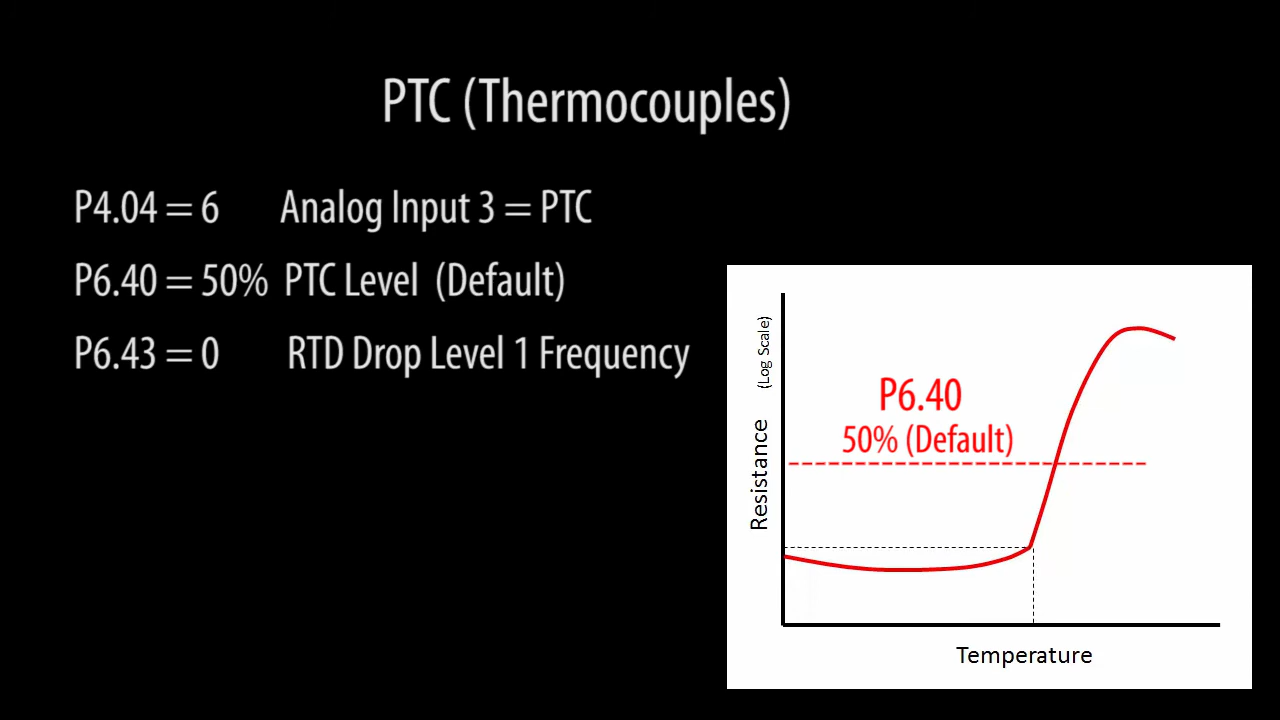 PTC (Thermocouples)
P4.04 = 6 Analog Input 3 = PTC
P6.40 = 50% PTC Level (Default)
P6.43 = 0 RTD Drop Level 1 Frequency
Resistance (Log Scale)
P6.40
50% (Default)
Temperature